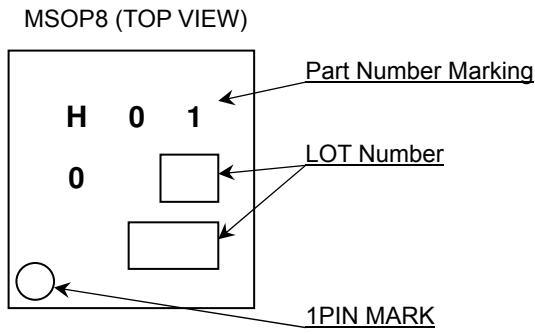 MSOP8 (TOP VIEW)
Part Number Marking
H 0 1
LOT Number
0
1PIN MARK